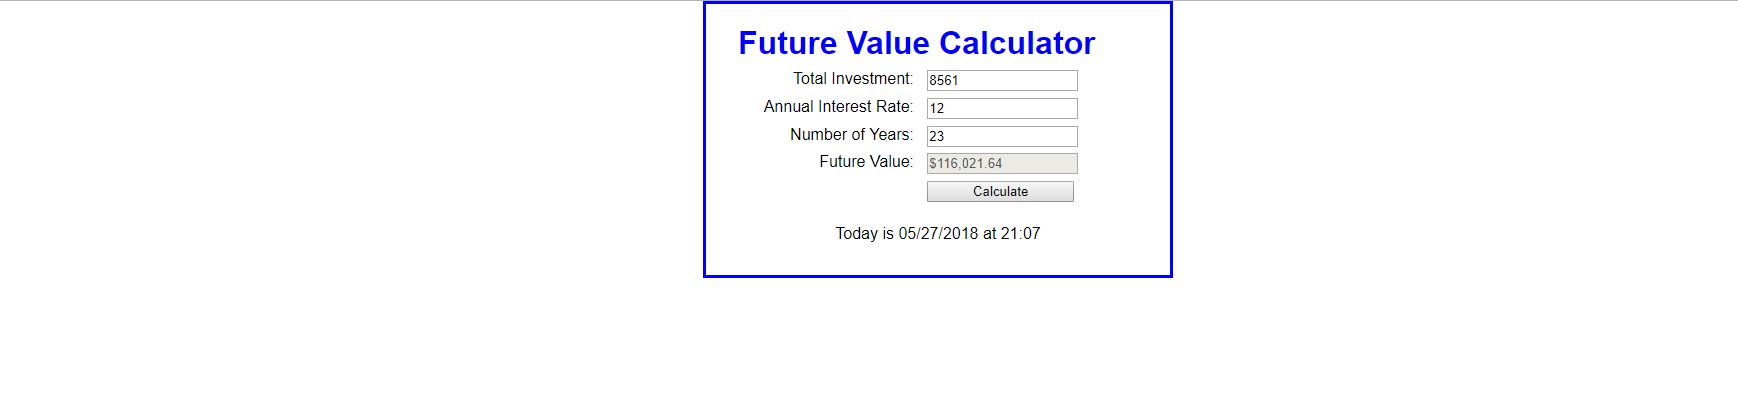 Future Value Calculator
Total Investment: 8561
Annual Interest Rate: 12
Number of Years: 23
Future Value: $116,021.64
Calculate
Today is 05/27/2018 at 21:07